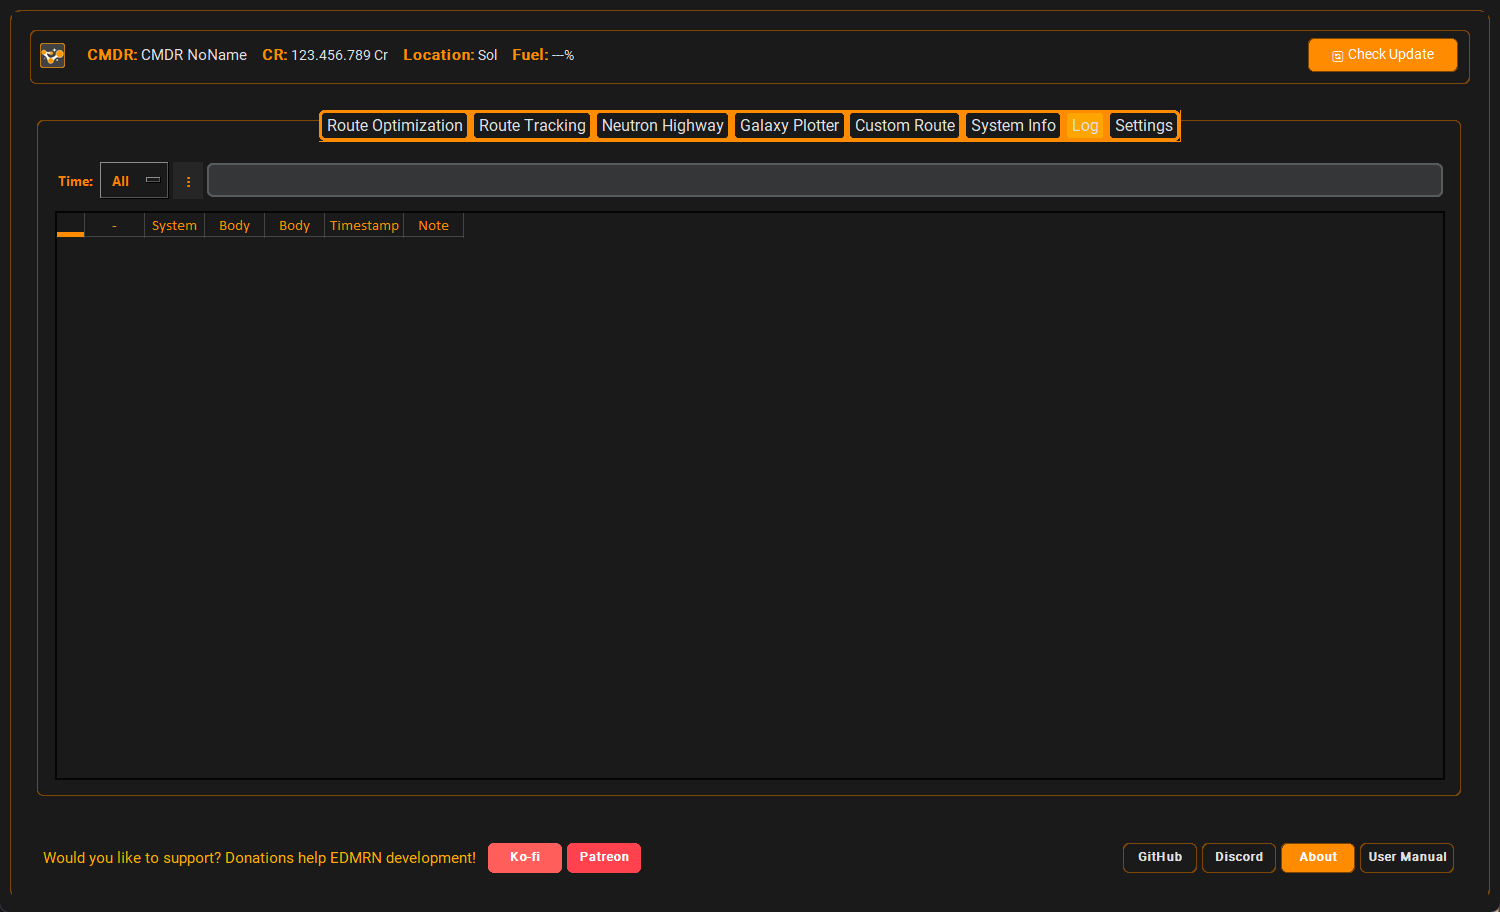 CMDR: CMDR NoName CR: 123.456.789 Cr Location: Sol Fuel: ---% Check Update
Route Optimization Route Tracking Neutron Highway Galaxy Plotter Custom Route System Info Log Settings
Time: All ⋮
- System Body Body Timestamp Note
Would you like to support? Donations help EDMRN development! Ko-fi Patreon GitHub Discord About User Manual